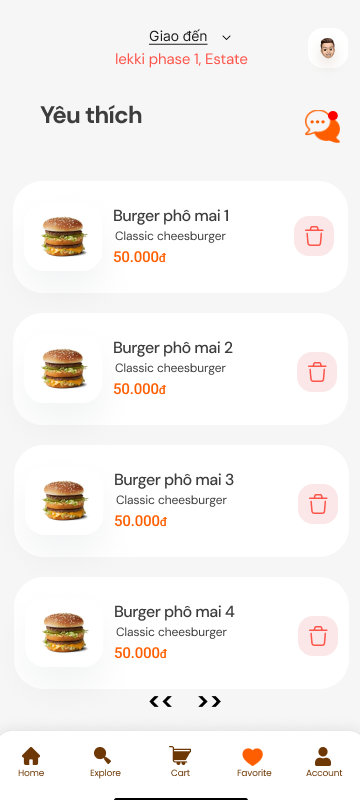 Giao đến
lekki phase 1, Estate
Yêu thích
Burger phô mai 1
Classic cheesburger
50.000đ
Burger phô mai 2
Classic cheesburger
50.000đ
Burger phô mai 3
Classic cheesburger
50.000đ
Burger phô mai 4
Classic cheesburger
50.000đ
<< >>
Home Explore Cart Favorite Account